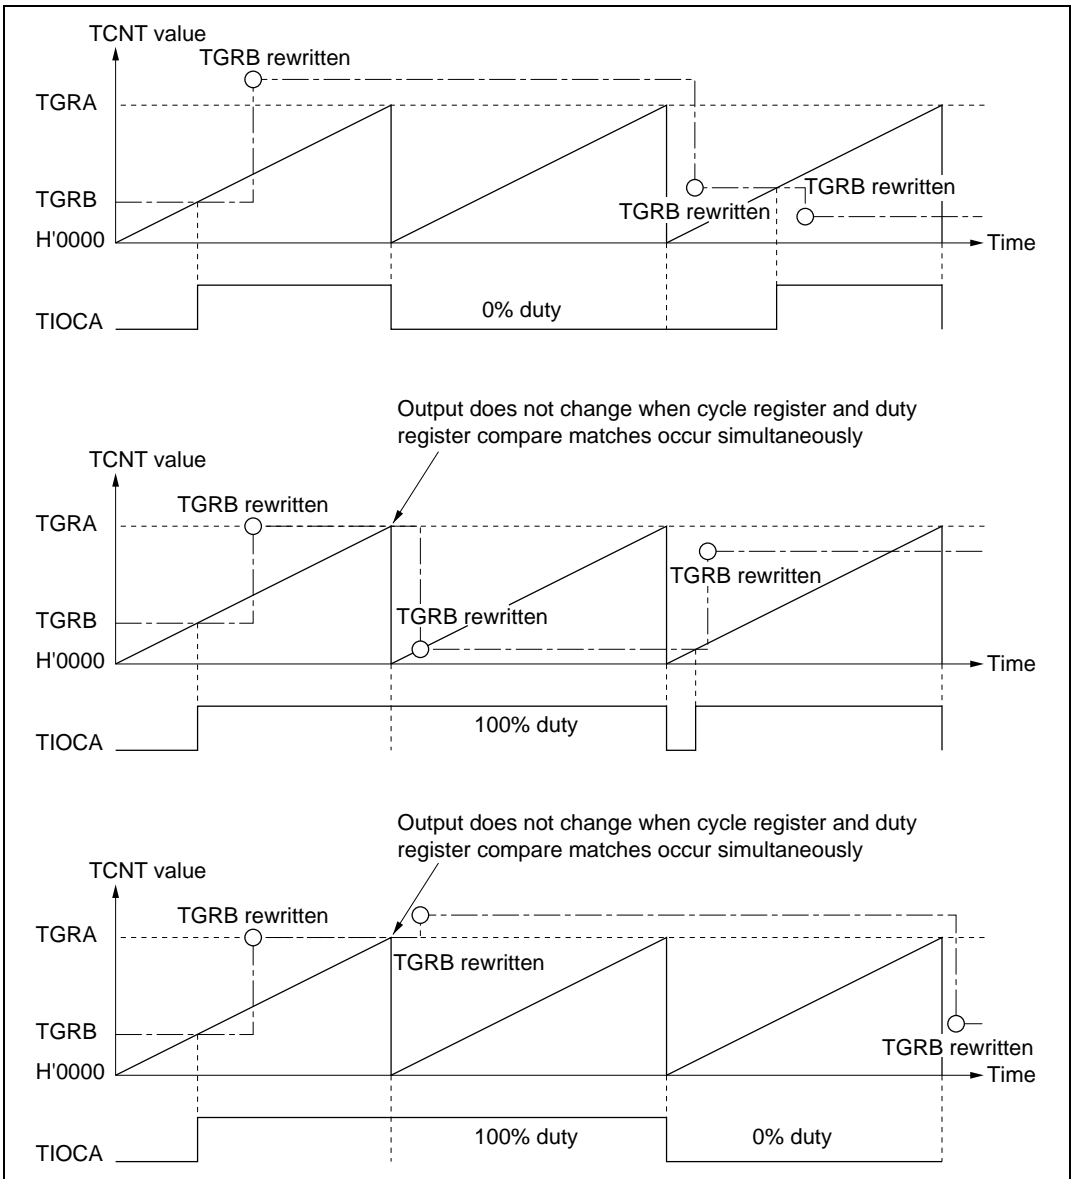 TCNT value
TGRB rewritten
TGRA
TGRB
TGRB rewritten
TGRB rewritten
H'0000
Time
0% duty
TIOCA
Output does not change when cycle register and duty
register compare matches occur simultaneously
TCNT value
TGRB rewritten
TGRA
TGRB rewritten
TGRB
TGRB rewritten
H'0000
Time
100% duty
TIOCA
Output does not change when cycle register and duty
register compare matches occur simultaneously
TCNT value
TGRB rewritten
TGRA
TGRB rewritten
TGRB
TGRB rewritten
H'0000
Time
100% duty
0% duty
TIOCA